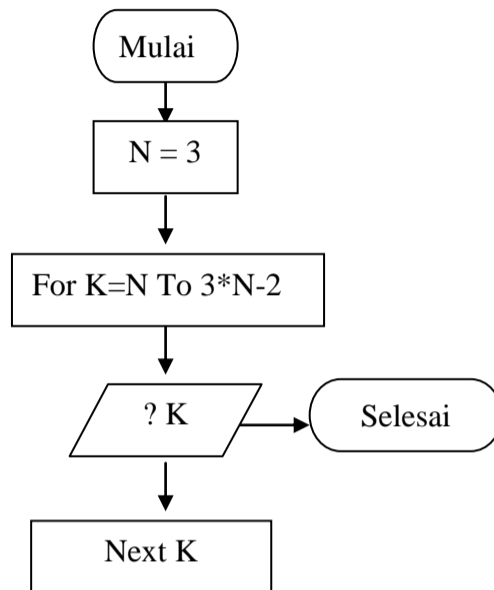 Mulai
N = 3
For K=N To 3*N-2
? K
Selesai
Next K